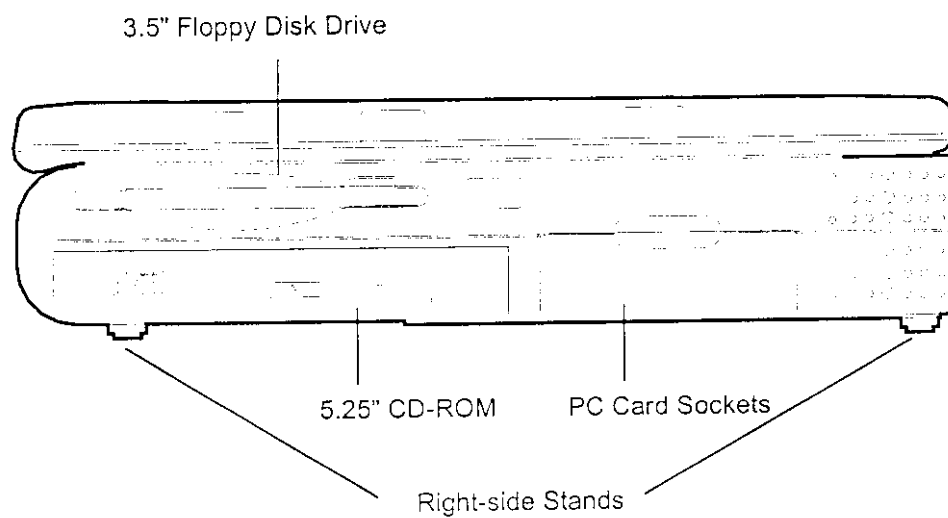 3.5" Floppy Disk Drive
5.25" CD-ROM
PC Card Sockets
Right-side Stands